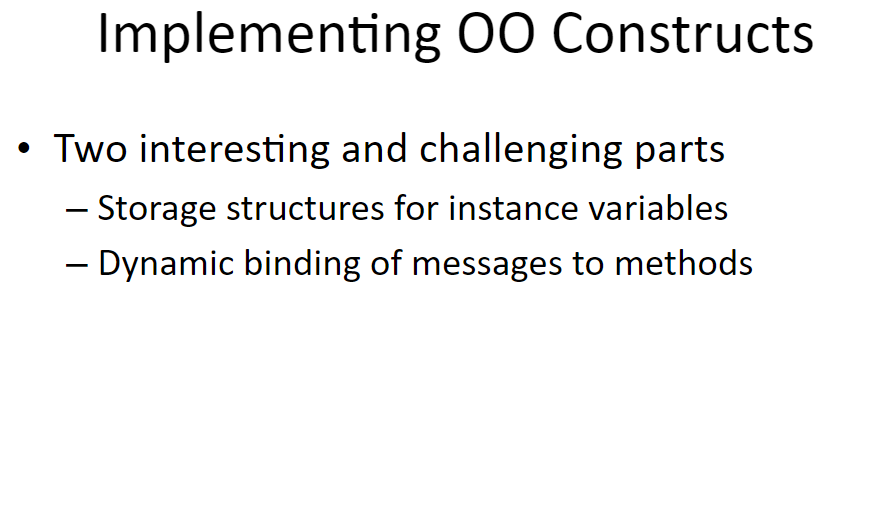 Implementing OO Constructs
• Two interesting and challenging parts
– Storage structures for instance variables
– Dynamic binding of messages to methods